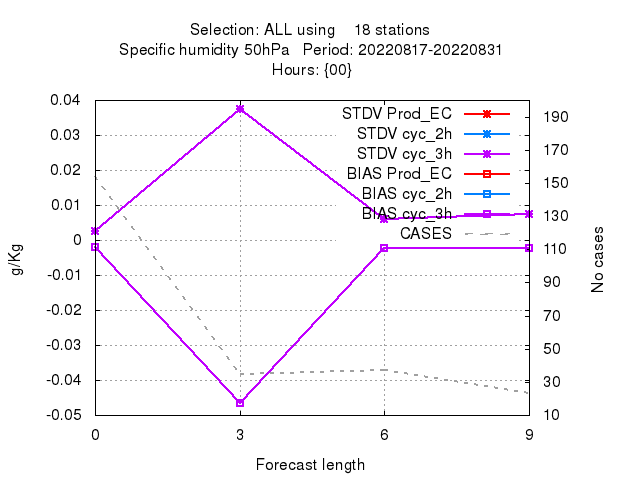 Selection: ALL using 18 stations
Specific humidity 50hPa Period: 20220817-20220831
Hours: {00}
STDV Prod_EC
STDV cyc_2h
STDV cyc_3h
BIAS Prod_EC
BIAS cyc_2h
BIAS cyc_3h
CASES
0.04
0.03
0.02
0.01
0
-0.01
-0.02
-0.03
-0.04
-0.05
g/Kg
190
170
150
130
110
90
70
50
30
10
No cases
0 3 6 9
Forecast length